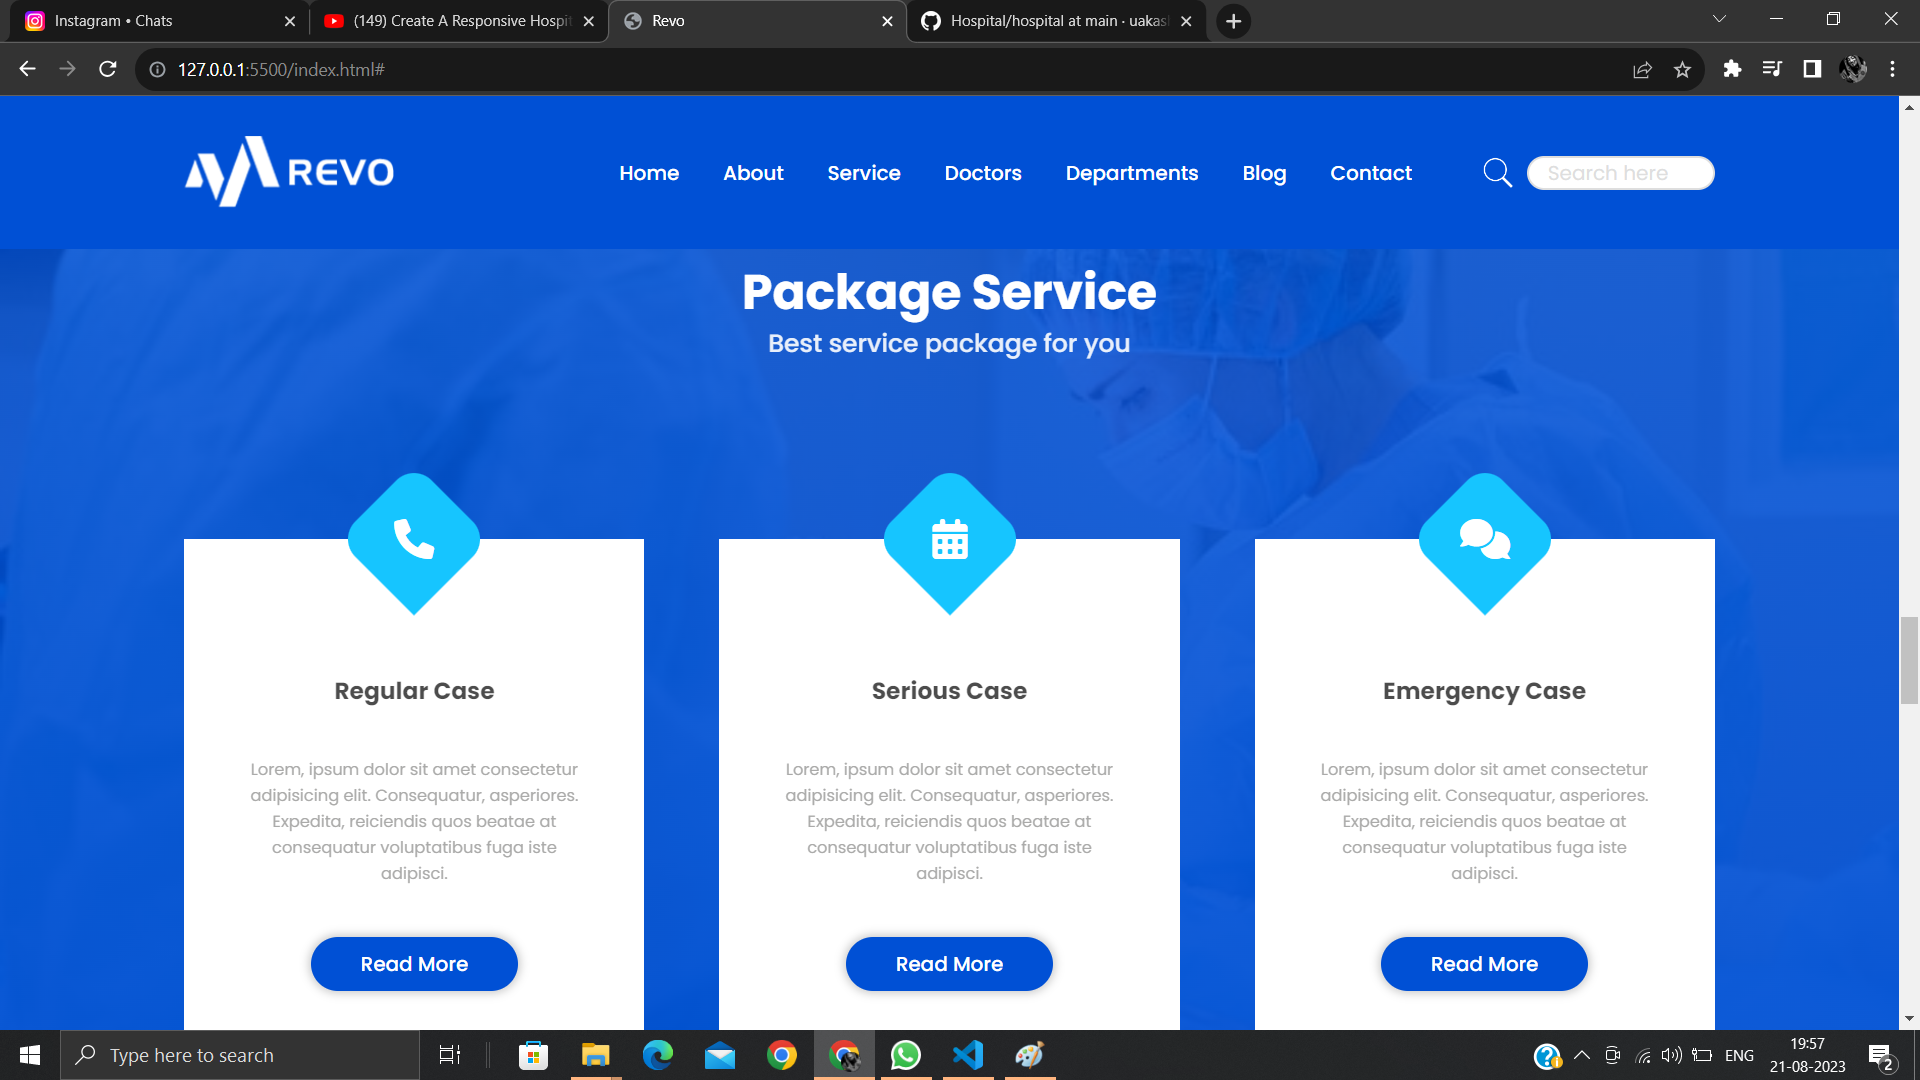 Instagram • Chats
(149) Create A Responsive Hospit
Revo
Hospital/hospital at main · uakas
127.0.0.1:5500/index.html#
REVO
Home
About
Service
Doctors
Departments
Blog
Contact
Search here
Package Service
Best service package for you
Regular Case
Lorem, ipsum dolor sit amet consectetur
adipisicing elit. Consequatur, asperiores.
Expedita, reiciendis quos beatae at
consequatur voluptatibus fuga iste
adipisci.
Read More
Serious Case
Lorem, ipsum dolor sit amet consectetur
adipisicing elit. Consequatur, asperiores.
Expedita, reiciendis quos beatae at
consequatur voluptatibus fuga iste
adipisci.
Read More
Emergency Case
Lorem, ipsum dolor sit amet consectetur
adipisicing elit. Consequatur, asperiores.
Expedita, reiciendis quos beatae at
consequatur voluptatibus fuga iste
adipisci.
Read More
Type here to search
ENG
19:57
21-08-2023
2